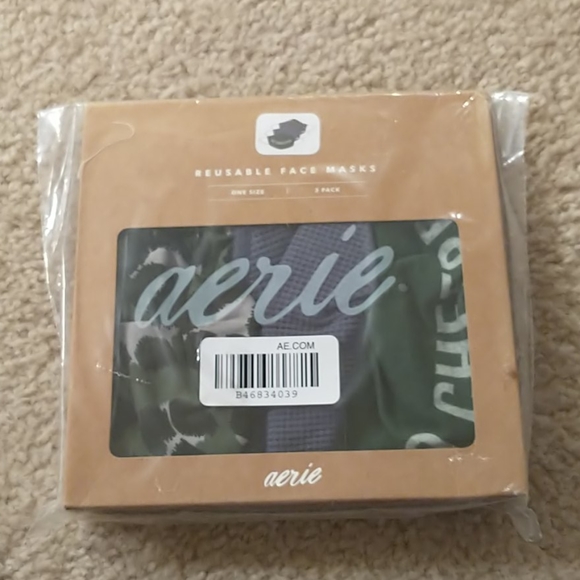 REUSABLE FACE MASKS
ONE SIZE | 3 PACK
aerie
AE.COM
B46834039
aerie